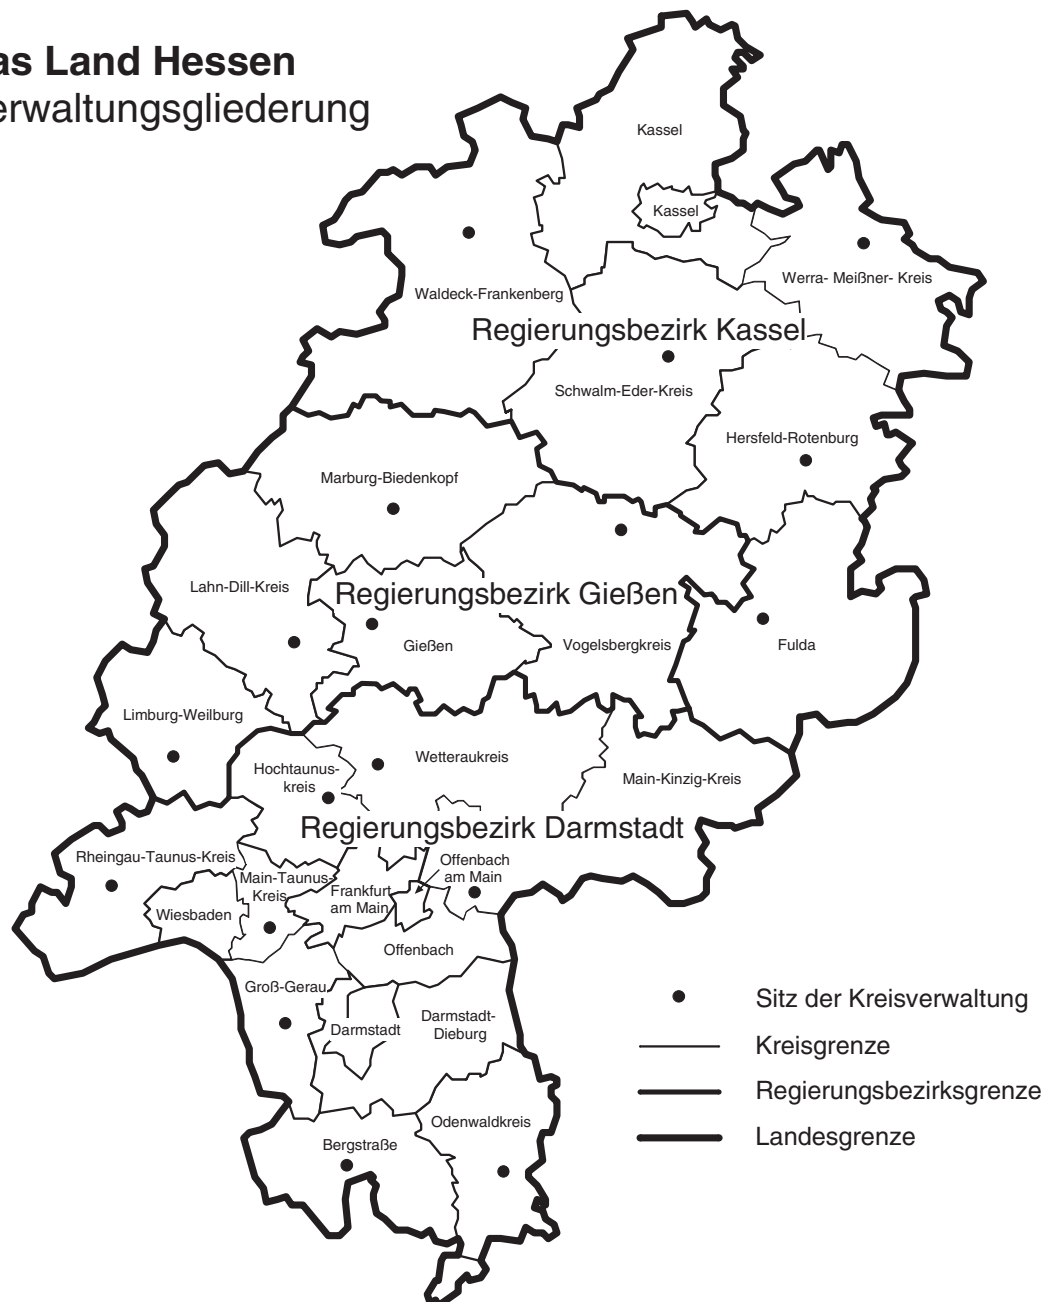 as Land Hessen
erwaltungsgliederung
Kassel
Kassel
Werra- Meißner- Kreis
Waldeck-Frankenberg
Regierungsbezirk Kassel
Schwalm-Eder-Kreis
Hersfeld-Rotenburg
Marburg-Biedenkopf
Lahn-Dill-Kreis
Regierungsbezirk Gießen
Gießen
Vogelsbergkreis
Fulda
Limburg-Weilburg
Wetteraukreis
Hochtaunus-
kreis
Main-Kinzig-Kreis
Regierungsbezirk Darmstadt
Rheingau-Taunus-Kreis
Offenbach
am Main
Main-Taunus-
Kreis
Frankfurt
am Main
Wiesbaden
Offenbach
Groß-Gerau
Darmstadt
Darmstadt-
Dieburg
Odenwaldkreis
Bergstraße
Sitz der Kreisverwaltung
Kreisgrenze
Regierungsbezirksgrenze
Landesgrenze